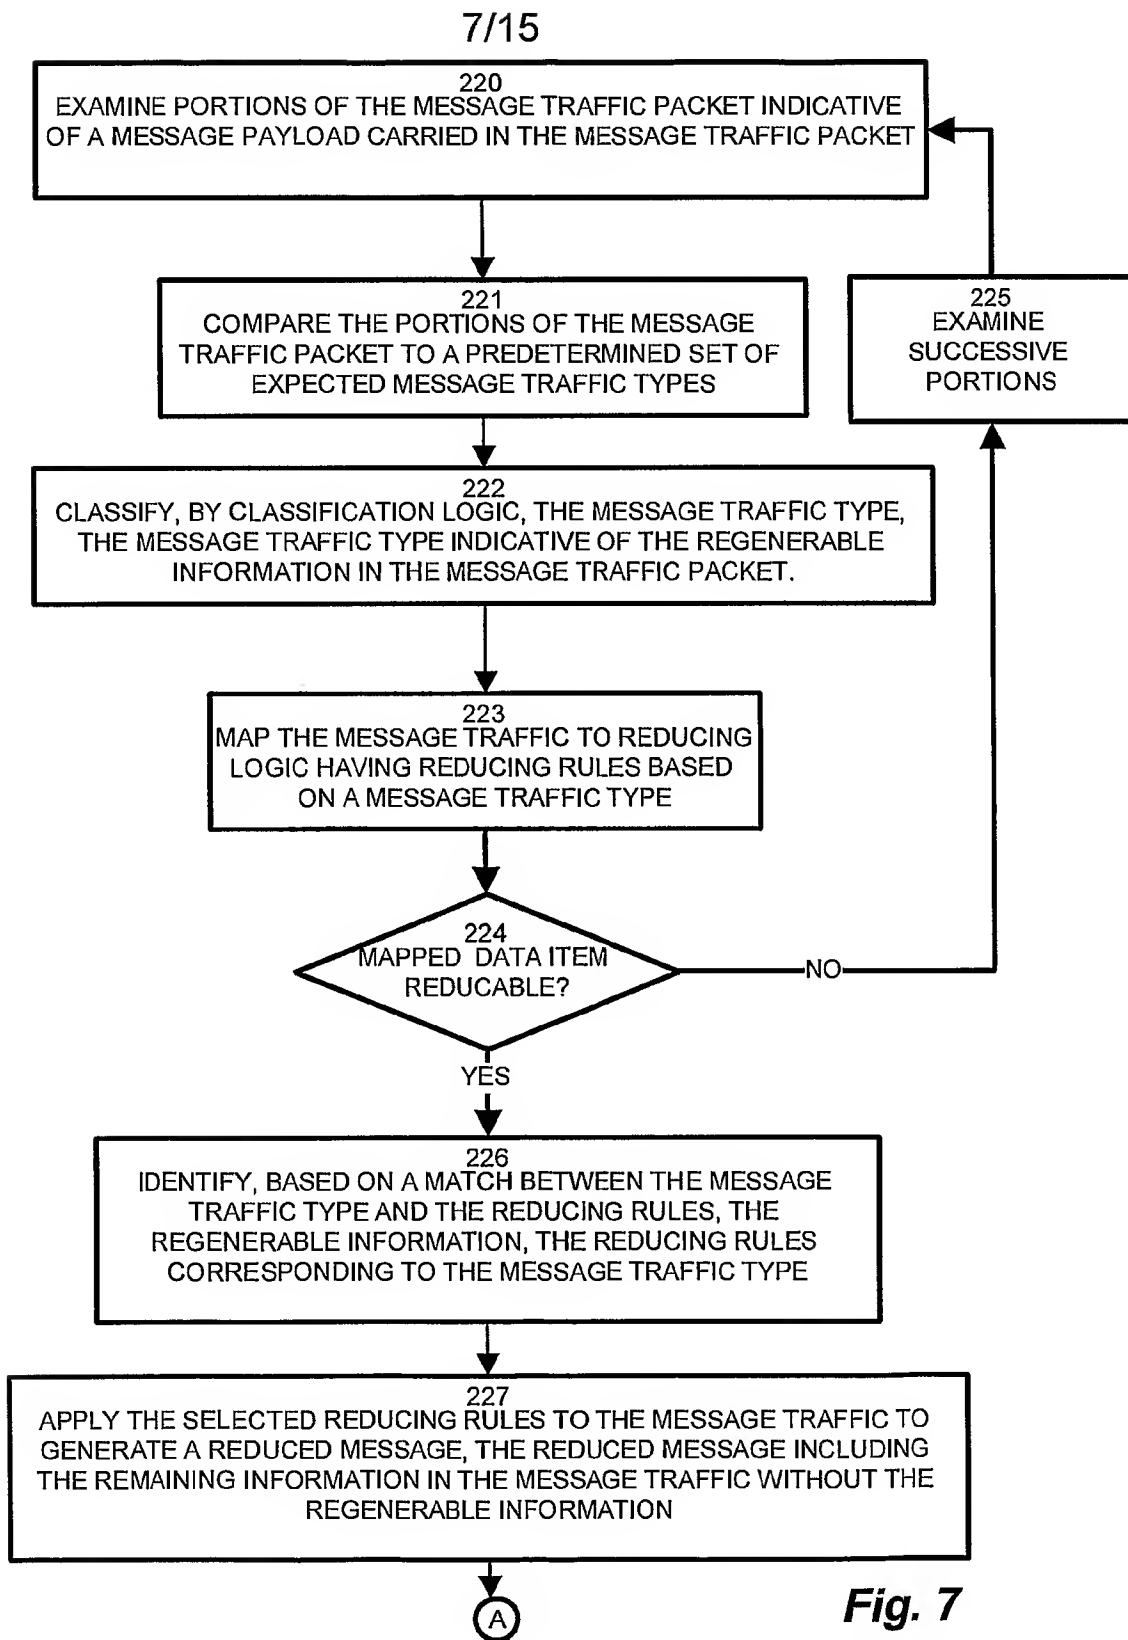 7/15
220
EXAMINE PORTIONS OF THE MESSAGE TRAFFIC PACKET INDICATIVE
OF A MESSAGE PAYLOAD CARRIED IN THE MESSAGE TRAFFIC PACKET
221
COMPARE THE PORTIONS OF THE MESSAGE
TRAFFIC PACKET TO A PREDETERMINED SET OF
EXPECTED MESSAGE TRAFFIC TYPES
225
EXAMINE
SUCCESSIVE
PORTIONS
222
CLASSIFY, BY CLASSIFICATION LOGIC, THE MESSAGE TRAFFIC TYPE,
THE MESSAGE TRAFFIC TYPE INDICATIVE OF THE REGENERABLE
INFORMATION IN THE MESSAGE TRAFFIC PACKET.
223
MAP THE MESSAGE TRAFFIC TO REDUCING
LOGIC HAVING REDUCING RULES BASED
ON A MESSAGE TRAFFIC TYPE
224
MAPPED DATA ITEM
REDUCABLE?
NO
YES
226
IDENTIFY, BASED ON A MATCH BETWEEN THE MESSAGE
TRAFFIC TYPE AND THE REDUCING RULES, THE
REGENERABLE INFORMATION, THE REDUCING RULES
CORRESPONDING TO THE MESSAGE TRAFFIC TYPE
227
APPLY THE SELECTED REDUCING RULES TO THE MESSAGE TRAFFIC TO
GENERATE A REDUCED MESSAGE, THE REDUCED MESSAGE INCLUDING
THE REMAINING INFORMATION IN THE MESSAGE TRAFFIC WITHOUT THE
REGENERABLE INFORMATION
A
Fig. 7